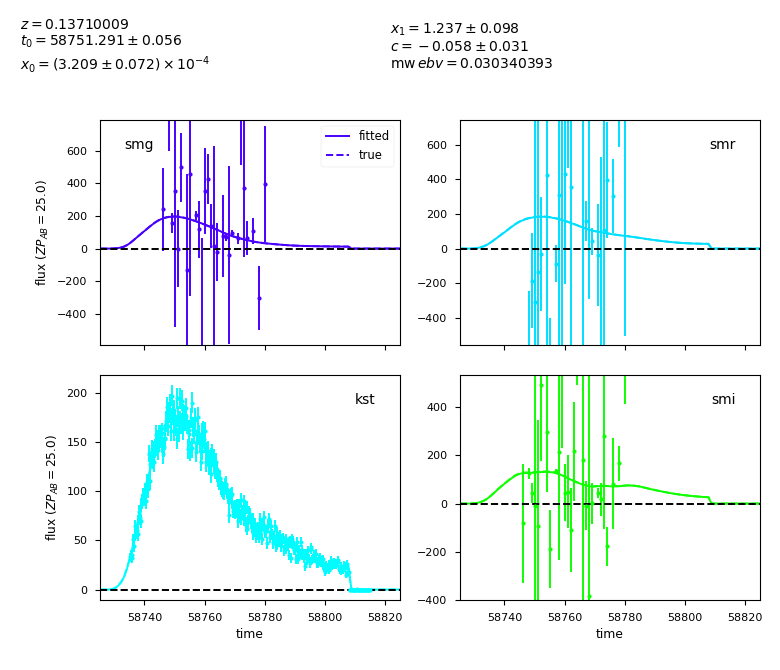 z = 0.13710009
t₀ = 58751.291 ± 0.056
x₀ = (3.209 ± 0.072) × 10⁻⁴
x₁ = 1.237 ± 0.098
c = −0.058 ± 0.031
mw ebv = 0.030340393
smg
fitted
true
600
400
200
0
−200
−400
flux (ZP_AB = 25.0)
smr
600
400
200
0
−200
−400
kst
200
150
100
50
0
flux (ZP_AB = 25.0)
58740 58760 58780 58800 58820
time
smi
400
200
0
−200
−400
58740 58760 58780 58800 58820
time